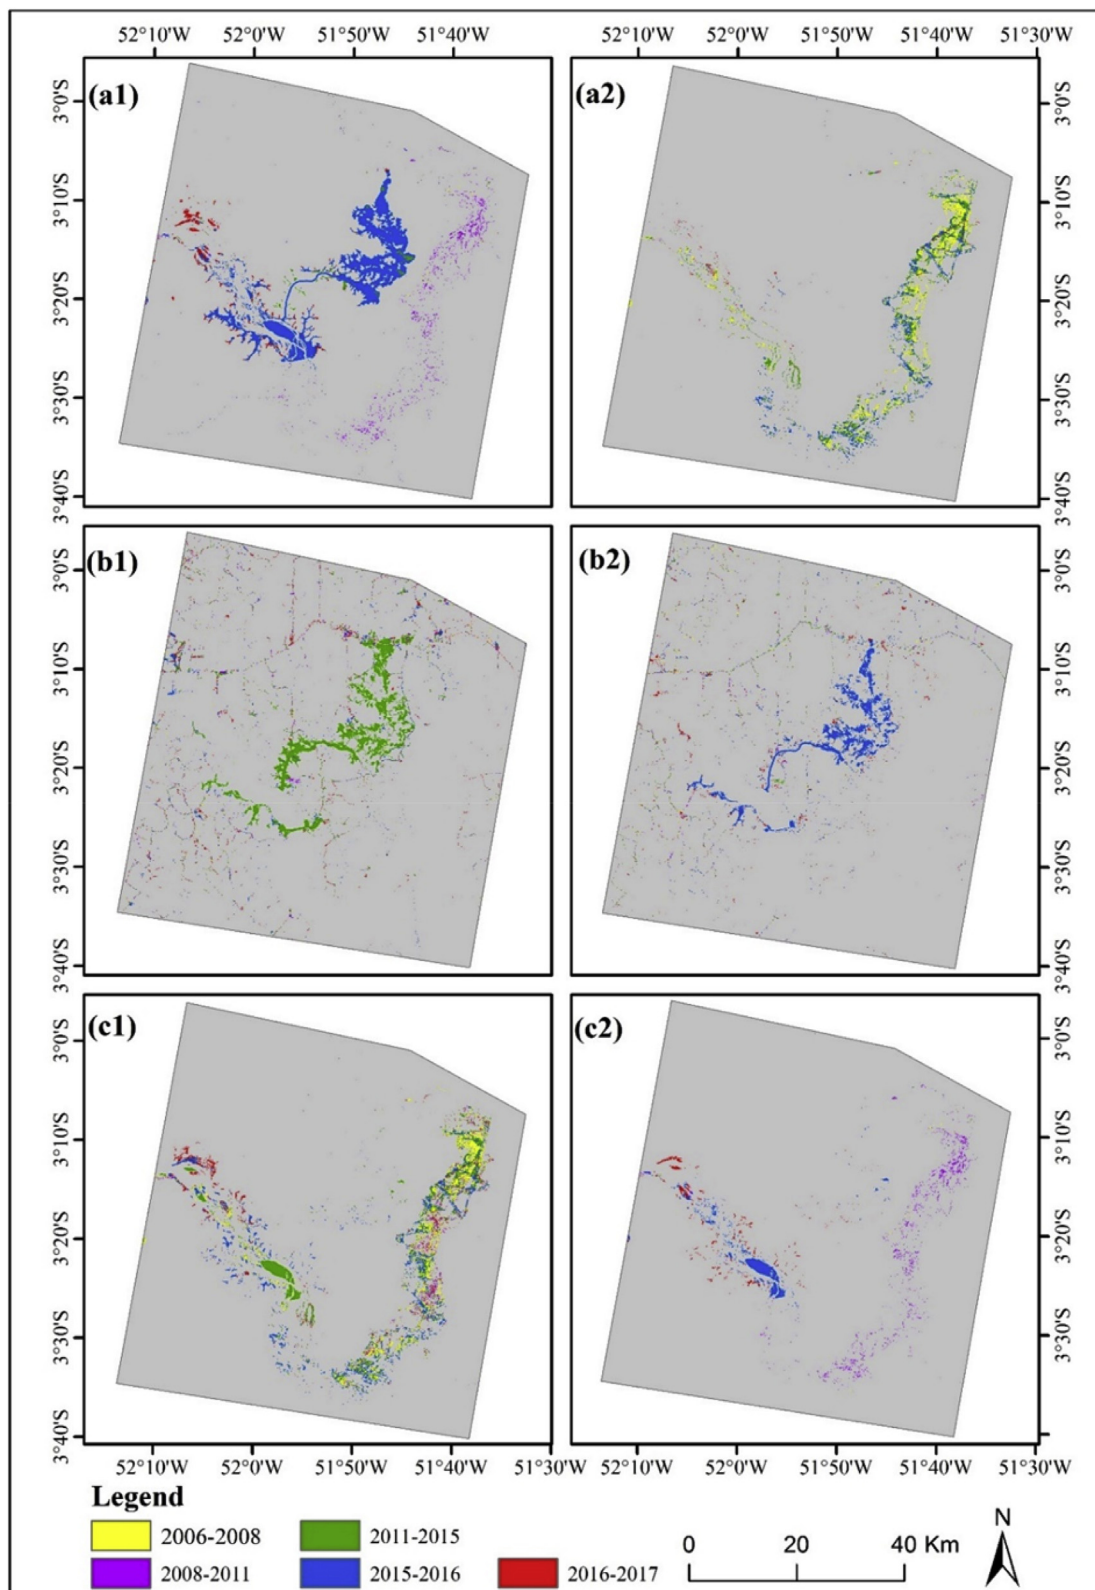 52°10'W 52°0'W 51°50'W 51°40'W 52°10'W 52°0'W 51°50'W 51°40'W 51°30'W
(a1) (a2)
3°0'S 3°0'S
3°10'S 3°10'S
3°20'S 3°20'S
3°30'S 3°30'S
3°40'S 3°40'S
(b1) (b2)
3°0'S 3°0'S
3°10'S 3°10'S
3°20'S 3°20'S
3°30'S 3°30'S
3°40'S 3°40'S
(c1) (c2)
3°0'S 3°0'S
3°10'S 3°10'S
3°20'S 3°20'S
3°30'S 3°30'S
3°40'S
52°10'W 52°0'W 51°50'W 51°40'W 51°30'W 52°10'W 52°0'W 51°50'W 51°40'W 51°30'W
Legend
2006-2008 2011-2015
2008-2011 2015-2016 2016-2017
0 20 40 Km
N